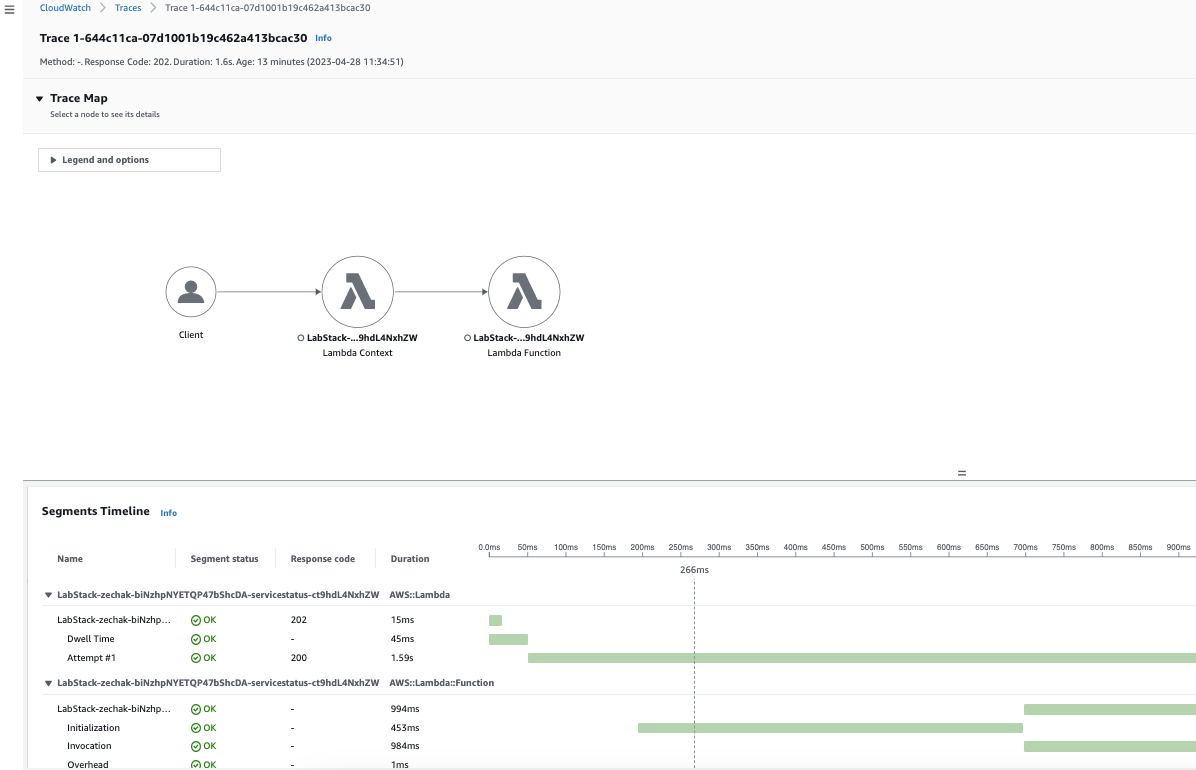 CloudWatch > Traces > Trace 1-644c11ca-07d1001b19c462a413bcac30
Trace 1-644c11ca-07d1001b19c462a413bcac30 Info
Method: -. Response Code: 202. Duration: 1.6s. Age: 13 minutes (2023-04-28 11:34:51)
Trace Map
Select a node to see its details
Legend and options
Client
LabStack-...9hdL4NxhZW
Lambda Context
LabStack-...9hdL4NxhZW
Lambda Function
Segments Timeline Info
Name Segment status Response code Duration
0.0ms 50ms 100ms 150ms 200ms 250ms 300ms 350ms 400ms 450ms 500ms 550ms 600ms 650ms 700ms 750ms 800ms 850ms 900ms
266ms
LabStack-zechak-biNzhpNYETQP47bShcDA-servicestatus-ct9hdL4NxhZW AWS::Lambda
LabStack-zechak-biNzhp... OK 202 15ms
Dwell Time OK - 45ms
Attempt #1 OK 200 1.59s
LabStack-zechak-biNzhpNYETQP47bShcDA-servicestatus-ct9hdL4NxhZW AWS::Lambda::Function
LabStack-zechak-biNzhp... OK - 994ms
Initialization OK - 453ms
Invocation OK - 984ms
Overhead OK - 1ms